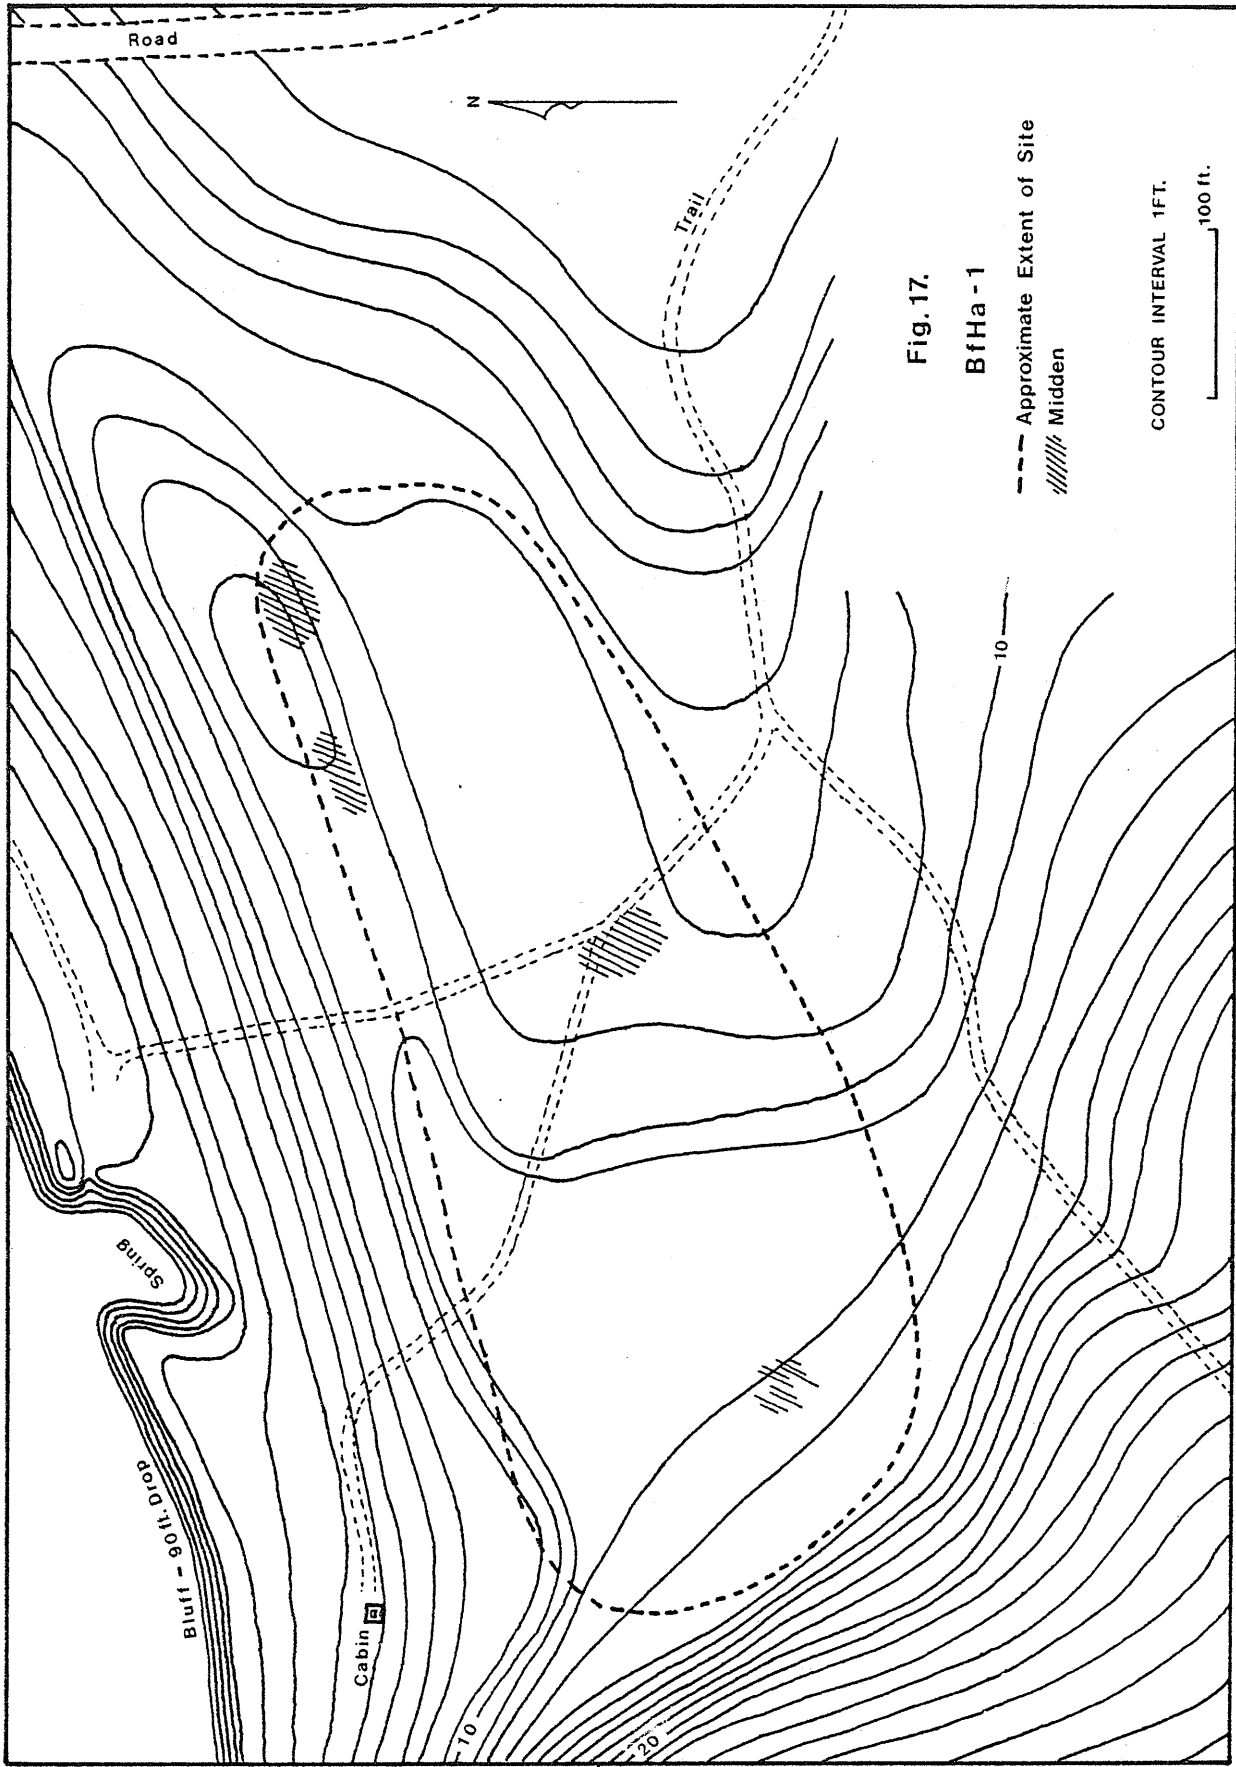 Road
N
Trail
Spring
Bluff - 90ft. Drop
Cabin
10
20
10
Fig. 17.
BfHa-1
Approximate Extent of Site
Midden
CONTOUR INTERVAL 1FT.
100 ft.